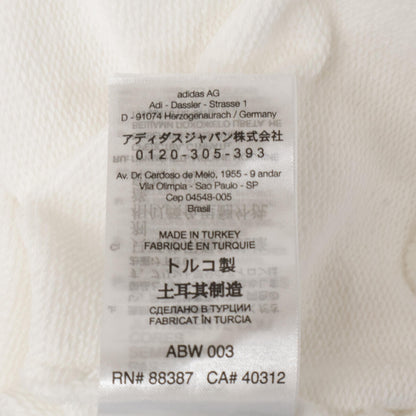 adidas AG
Adi - Dassler - Strasse 1
D - 91074 Herzogenaurach / Germany
アディダスジャパン株式会社
0120-305-393
Av. Dr. Cardoso de Melo, 1955 - 9 andar
Vila Olimpia - Sao Paulo - SP
Cep 04548-005
Brasil
MADE IN TURKEY
FABRIQUÉ EN TURQUIE
トルコ製
土耳其制造
СДЕЛАНО В ТУРЦИИ
FABRICAT ÎN TURCIA
ABW 003
RN# 88387 CA# 40312